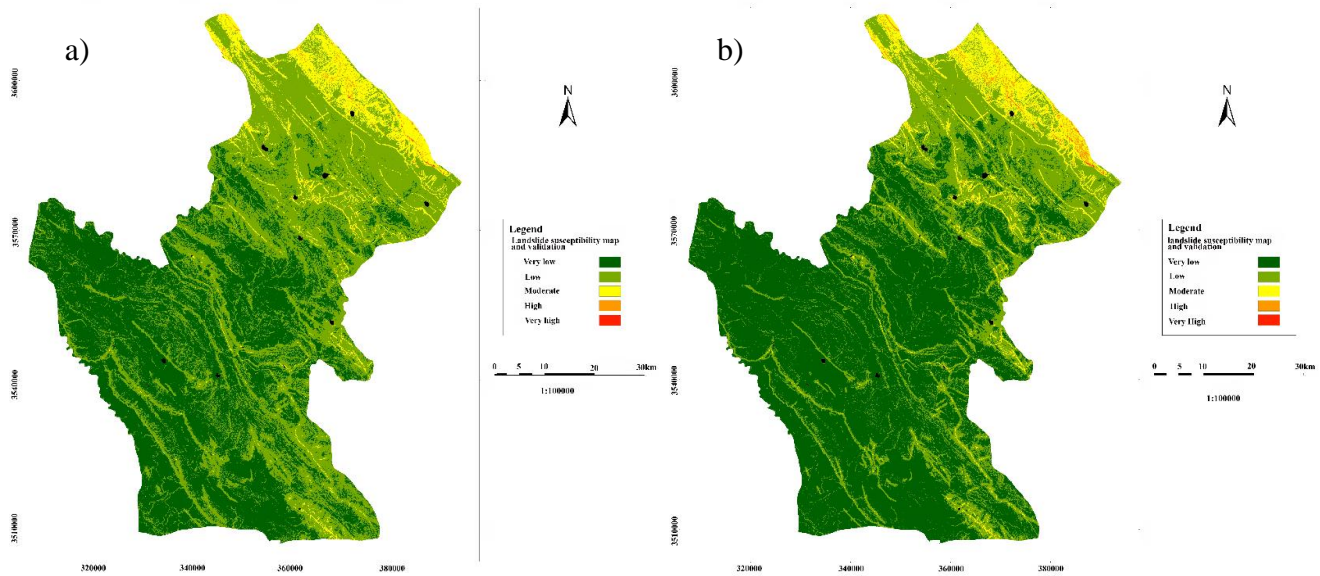 a)
N
3600000
3570000
3540000
3510000
Legend
Landslide susceptibility map
and validation
Very low
Low
Moderate
High
Very high
0 5 10 20 30km
1:100000
320000 340000 360000 380000
b)
N
3600000
3570000
3540000
3510000
Legend
landslide susceptibility map
and validation
Very low
Low
Moderate
High
Very High
0 5 10 20 30km
1:100000
320000 340000 360000 380000